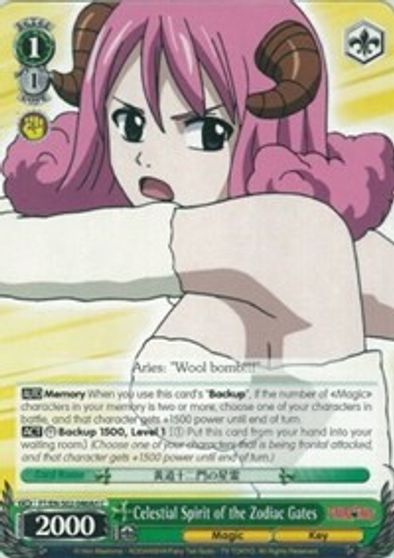 1
1
Aries: "Wool bomb!!!"
AUTO Memory When you use this card's "Backup", if the number of «Magic»
characters in your memory is two or more, choose one of your characters in
battle, and that character gets +1500 power until end of turn.
ACT Backup 1500, Level 1 [① Put this card from your hand into your
waiting room] (Choose one of your characters that is being frontal attacked,
and that character gets +1500 power until end of turn)
黄道十二門の星霊
2000
Celestial Spirit of the Zodiac Gates
Magic Key